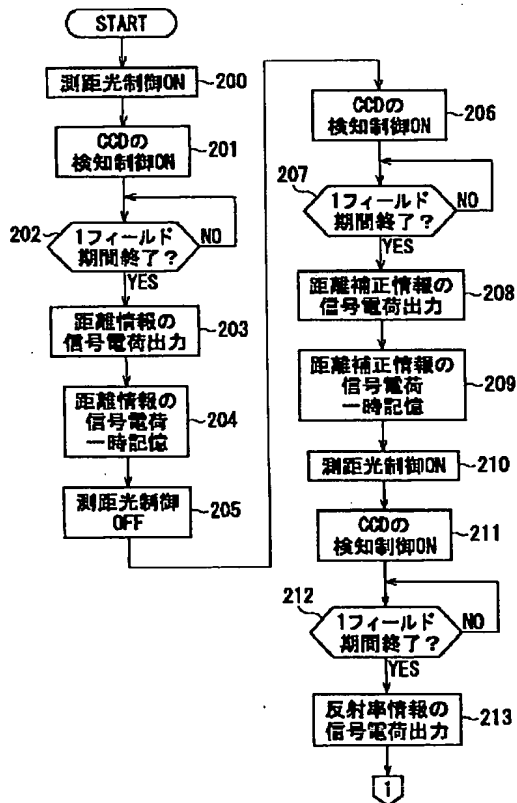 START
測距光制御ON
200
CCDの
検知制御ON
201
202
1フィールド
期間終了?
NO
YES
距離情報の
信号電荷出力
203
距離情報の
信号電荷
一時記憶
204
測距光制御
OFF
205
CCDの
検知制御ON
206
207
1フィールド
期間終了?
NO
YES
距離補正情報の
信号電荷出力
208
距離補正情報の
信号電荷
一時記憶
209
測距光制御ON
210
CCDの
検知制御ON
211
212
1フィールド
期間終了?
NO
YES
反射率情報の
信号電荷出力
213
i